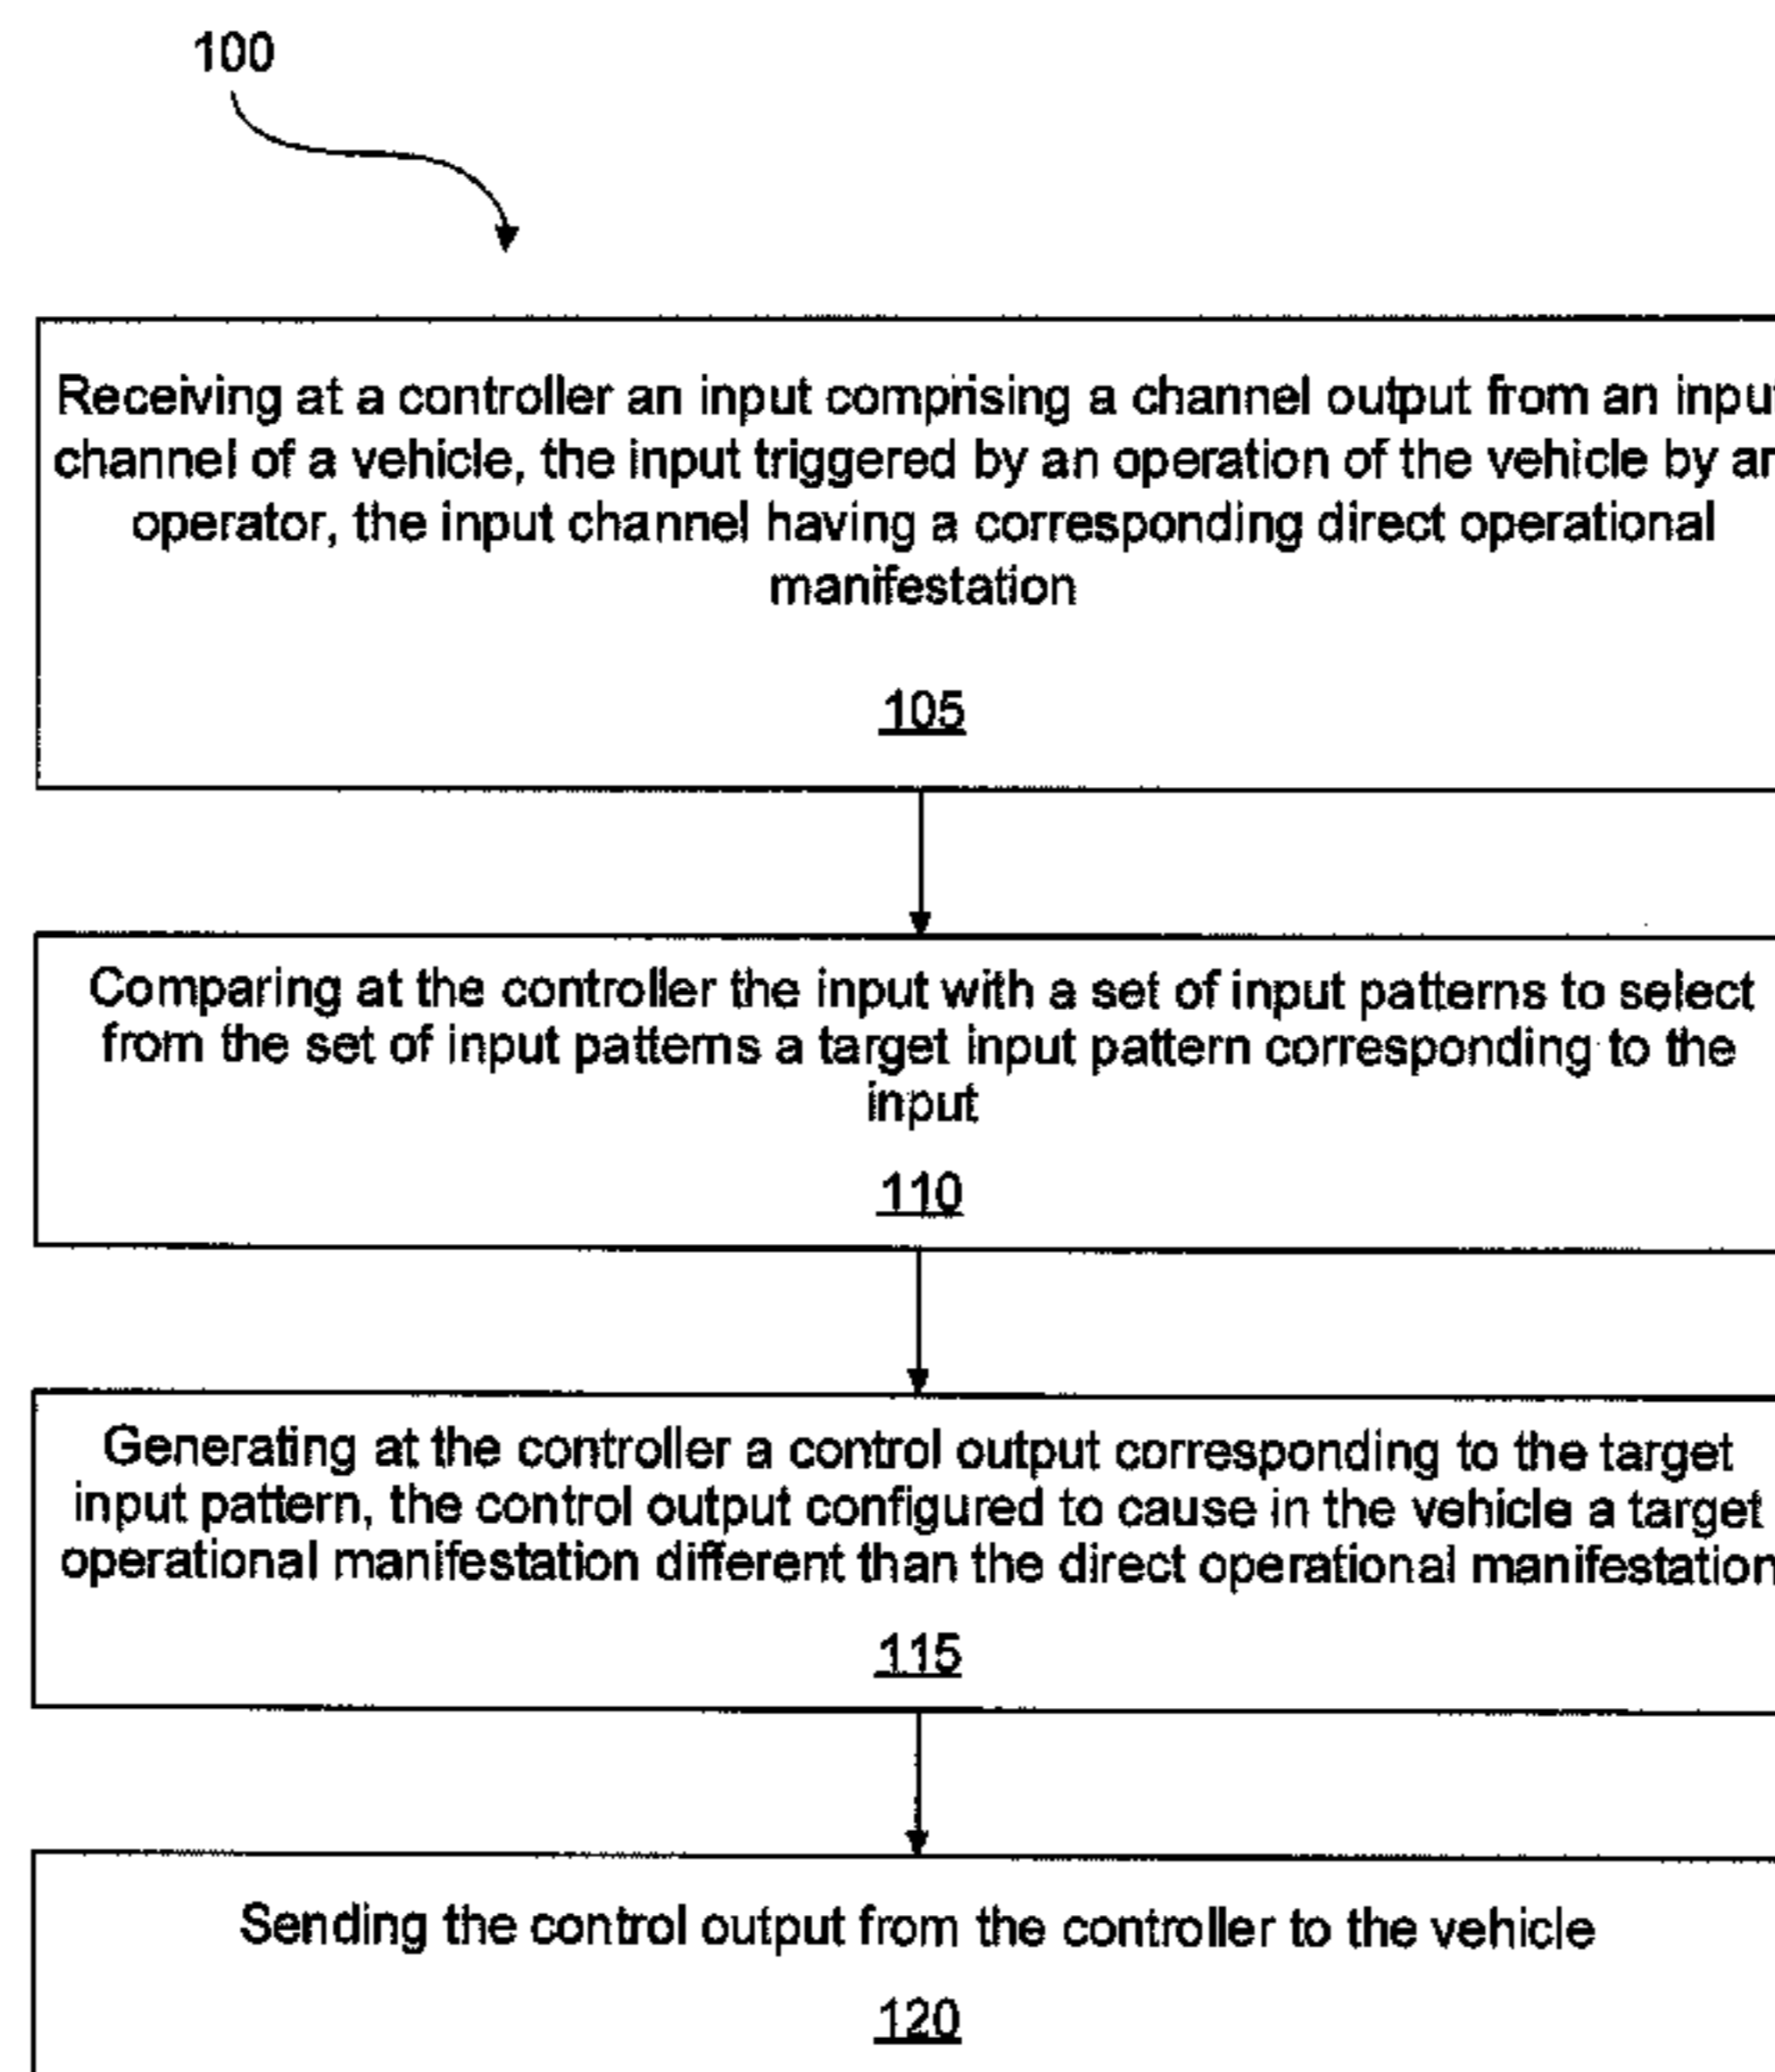 100
Receiving at a controller an input comprising a channel output from an input
channel of a vehicle, the input triggered by an operation of the vehicle by an
operator, the input channel having a corresponding direct operational
manifestation
105
Comparing at the controller the input with a set of input patterns to select
from the set of input patterns a target input pattern corresponding to the
input
110
Generating at the controller a control output corresponding to the target
input pattern, the control output configured to cause in the vehicle a target
operational manifestation different than the direct operational manifestation
115
Sending the control output from the controller to the vehicle
120